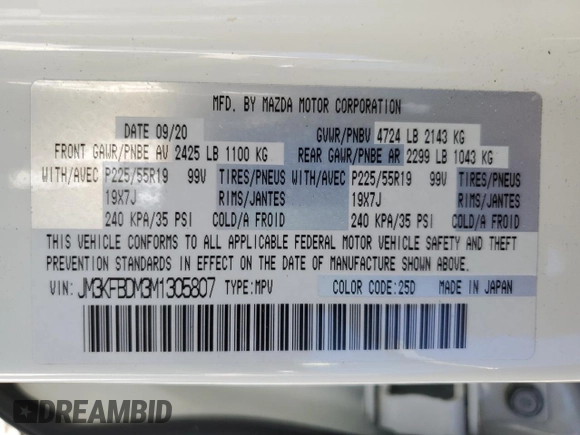 MFD. BY MAZDA MOTOR CORPORATION
DATE 09/20 GVWR/PNBV 4724 LB 2143 KG
FRONT GAWR/PNBE AV 2425 LB 1100 KG REAR GAWR/PNBE AR 2299 LB 1043 KG
WITH/AVEC P225/55R19 99V TIRES/PNEUS WITH/AVEC P225/55R19 99V TIRES/PNEUS
19X7J RIMS/JANTES 19X7J RIMS/JANTES
240 KPA/35 PSI COLD/A FROID 240 KPA/35 PSI COLD/A FROID
THIS VEHICLE CONFORMS TO ALL APPLICABLE FEDERAL MOTOR VEHICLE SAFETY AND THEFT
PREVENTION STANDARDS IN EFFECT ON THE DATE OF MANUFACTURE SHOWN ABOVE.
VIN: JM3KFBDM3M1305807 TYPE:MPV COLOR CODE:25D MADE IN JAPAN
DREAMBID